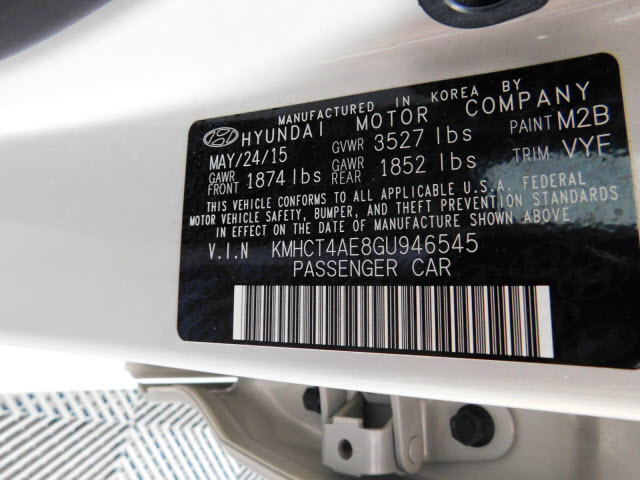 MANUFACTURED IN KOREA BY
HYUNDAI MOTOR COMPANY
MAY/24/15 GVWR 3527 lbs PAINT M2B
GAWR FRONT 1874 lbs GAWR REAR 1852 lbs TRIM VYF
THIS VEHICLE CONFORMS TO ALL APPLICABLE U.S.A. FEDERAL
MOTOR VEHICLE SAFETY, BUMPER, AND THEFT PREVENTION STANDARDS
IN EFFECT ON THE DATE OF MANUFACTURE SHOWN ABOVE
V.I.N KMHCT4AE8GU946545
PASSENGER CAR